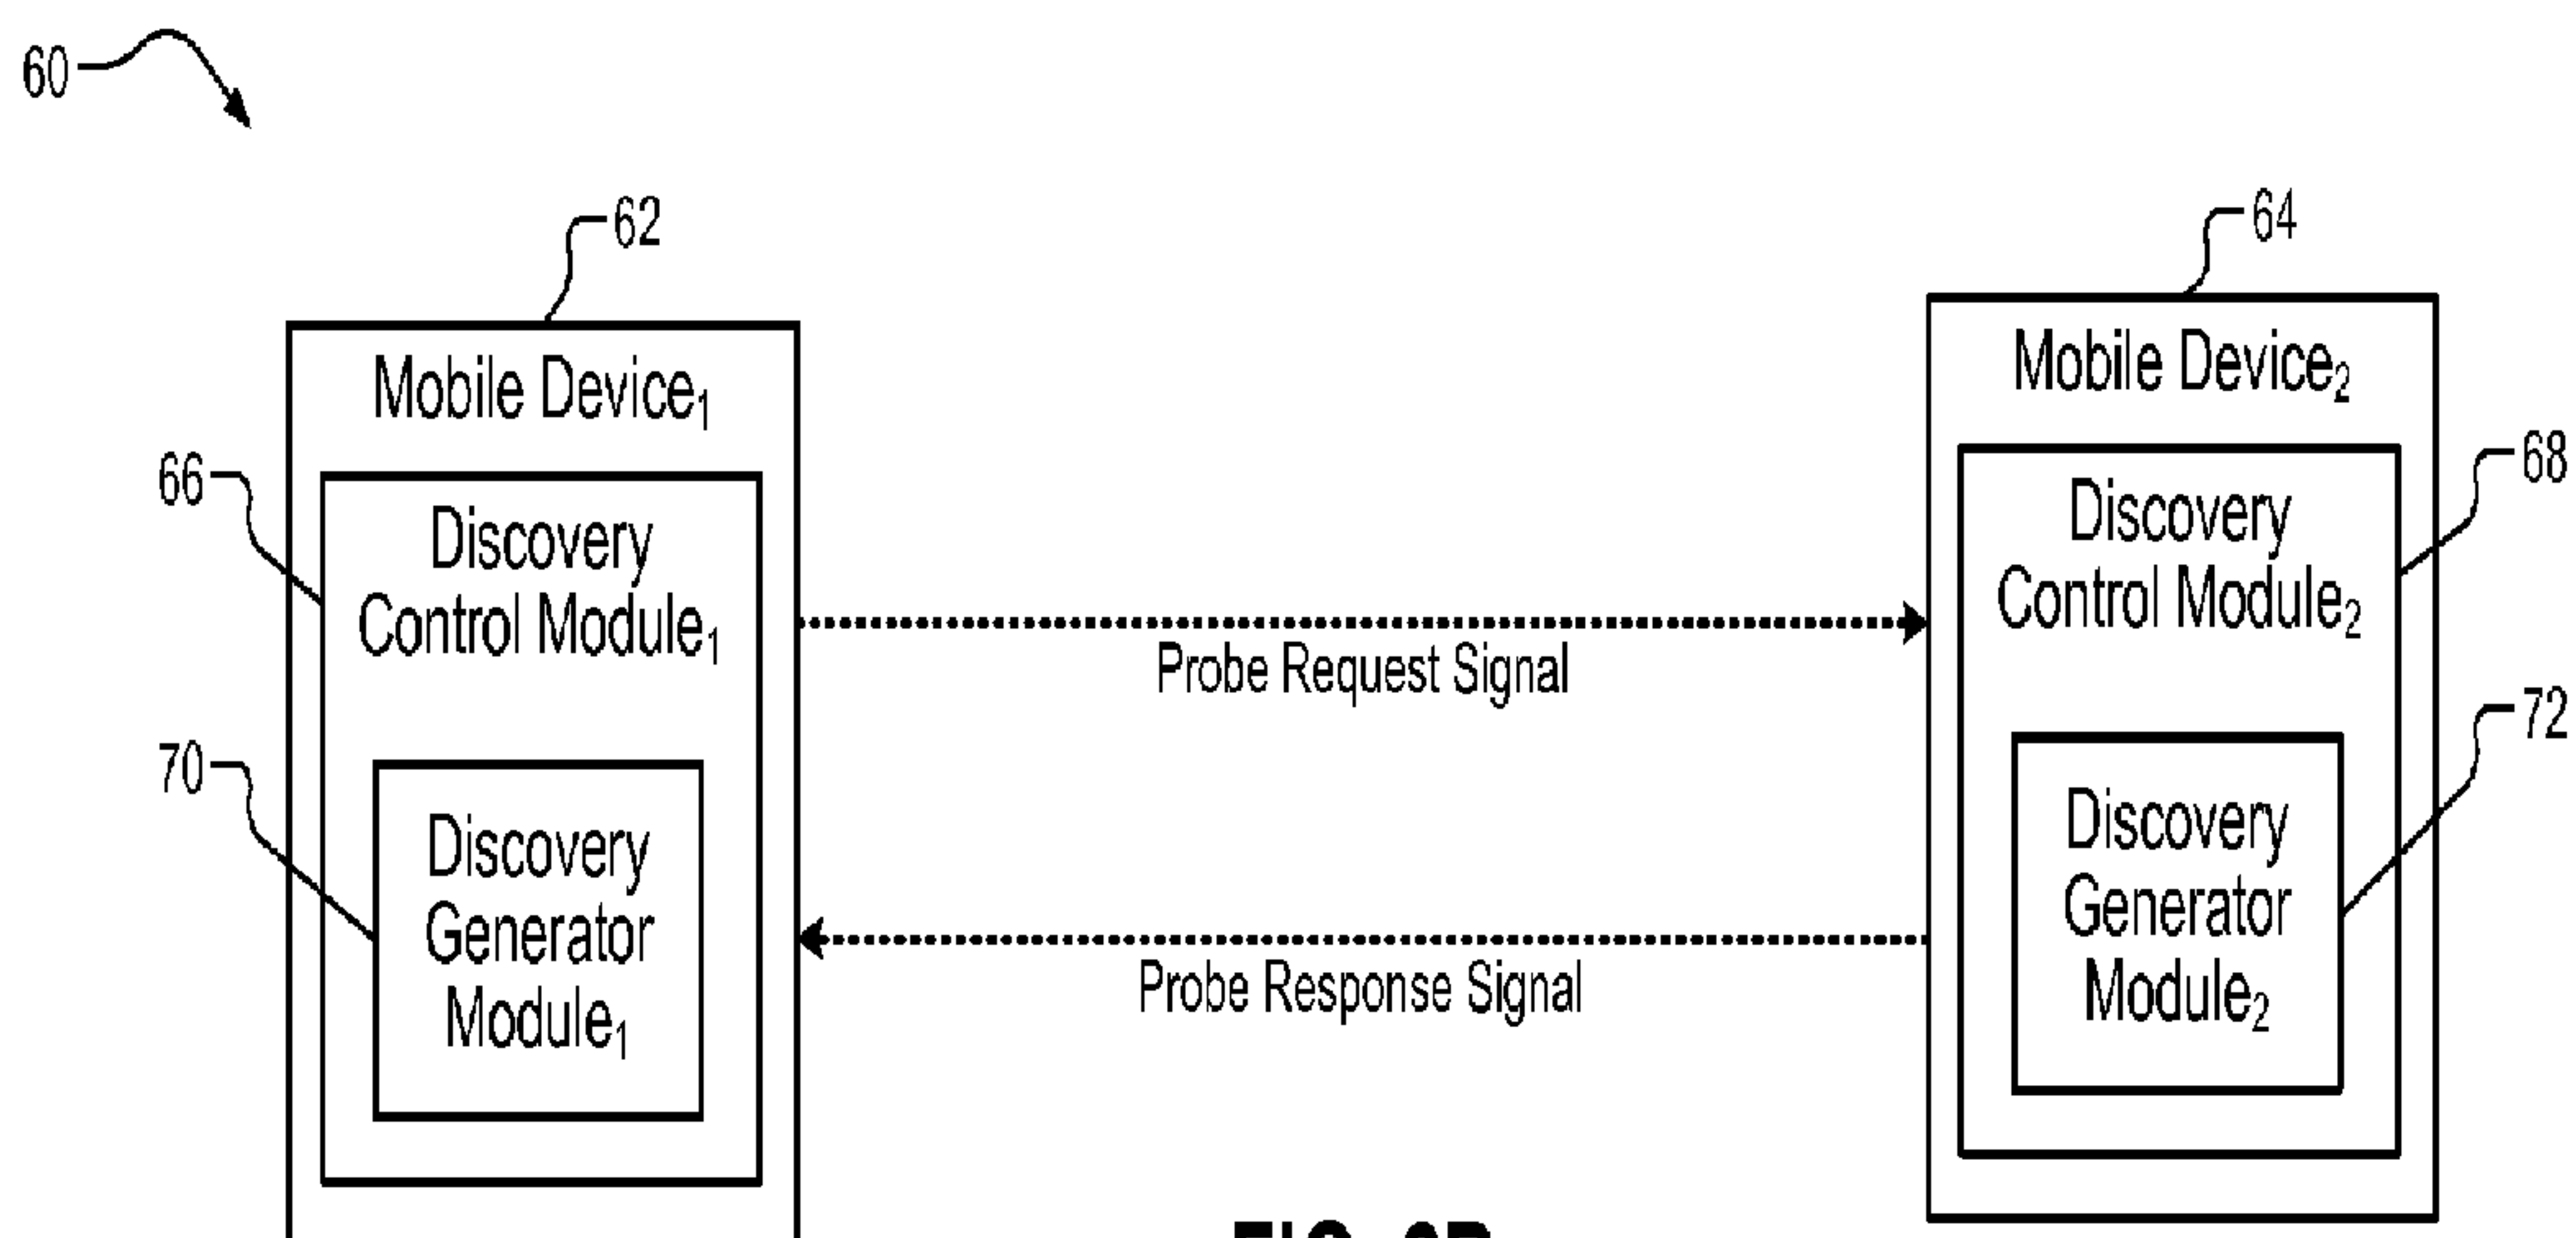 60
62
64
Mobile Device₁
Mobile Device₂
66
68
Discovery
Control Module₁
Discovery
Control Module₂
Probe Request Signal
70
72
Discovery
Generator
Module₁
Discovery
Generator
Module₂
Probe Response Signal